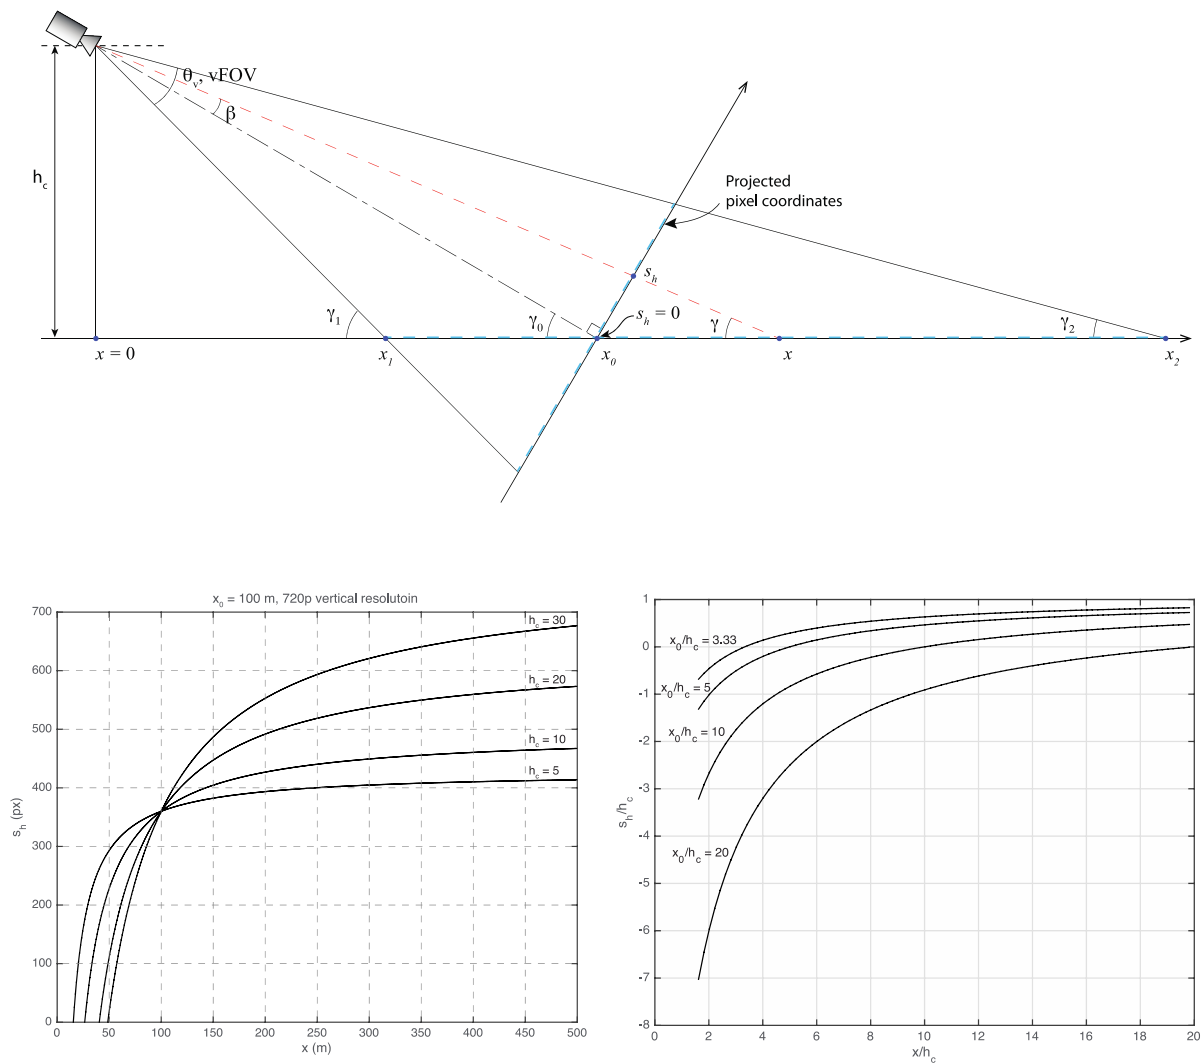 θv, vFOV
β
hc
Projected
pixel coordinates
sh
γ1
γ0
sh = 0
γ
γ2
x = 0
x1
x0
x
x2
x0 = 100 m, 720p vertical resolutoin
700
600
500
400
300
200
100
0
sh (px)
hc = 30
hc = 20
hc = 10
hc = 5
0 50 100 150 200 250 300 350 400 450 500
x (m)
1
0
-1
-2
-3
-4
-5
-6
-7
-8
sh/hc
x0/hc = 3.33
x0/hc = 5
x0/hc = 10
x0/hc = 20
0 2 4 6 8 10 12 14 16 18 20
x/hc